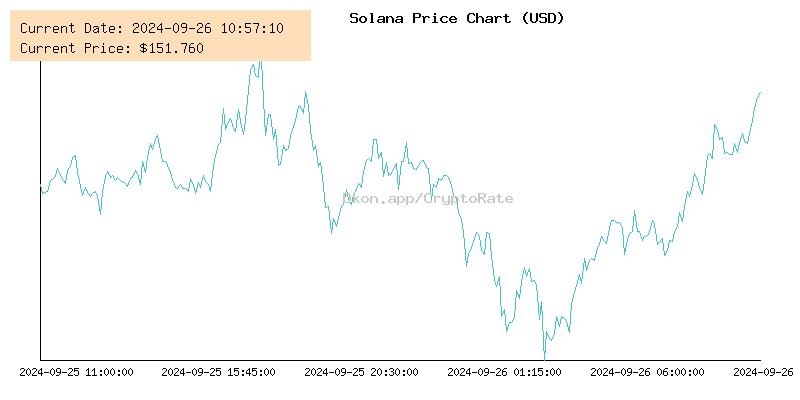 Solana Price Chart (USD)
Current Date: 2024-09-26 10:57:10
Current Price: $151.760
Dkon.app/CryptoRate
2024-09-25 11:00:00 2024-09-25 15:45:00 2024-09-25 20:30:00 2024-09-26 01:15:00 2024-09-26 06:00:00 2024-09-26